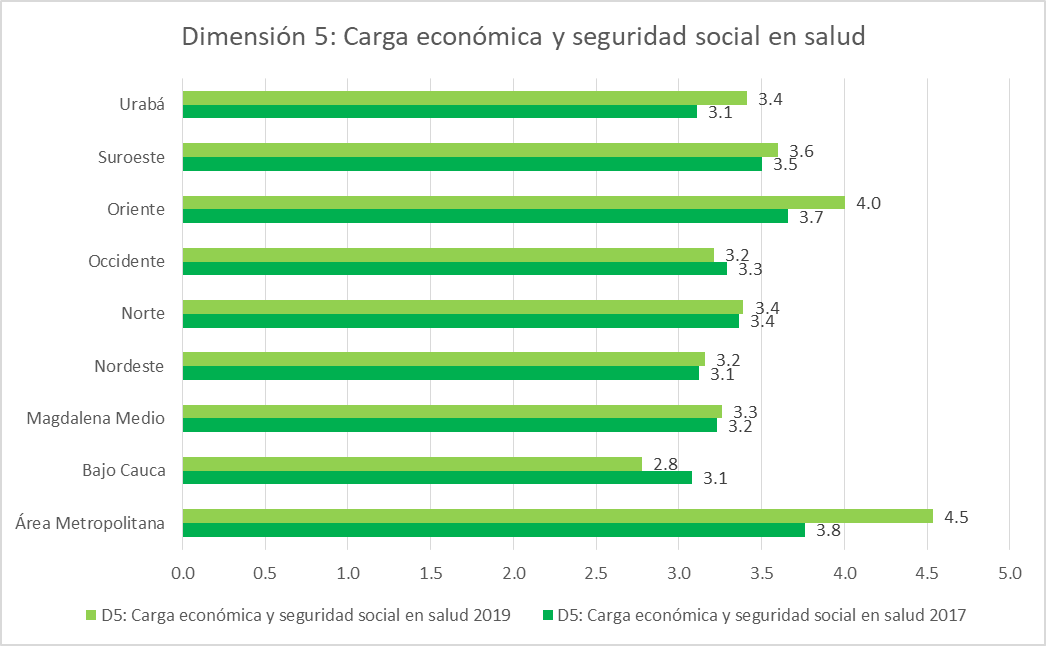 Dimensión 5: Carga económica y seguridad social en salud
Urabá
3.4
3.1
Suroeste
3.6
3.5
Oriente
4.0
3.7
Occidente
3.2
3.3
Norte
3.4
3.4
Nordeste
3.2
3.1
Magdalena Medio
3.3
3.2
Bajo Cauca
2.8
3.1
Área Metropolitana
4.5
3.8
0.0 0.5 1.0 1.5 2.0 2.5 3.0 3.5 4.0 4.5 5.0
D5: Carga económica y seguridad social en salud 2019 D5: Carga económica y seguridad social en salud 2017